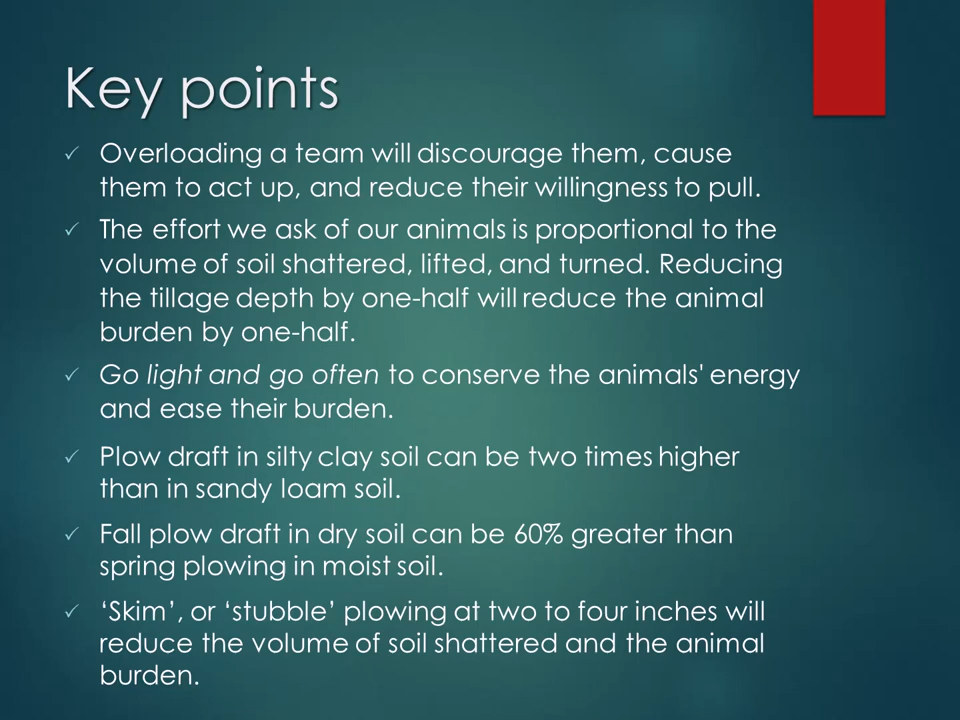 Key points
✓ Overloading a team will discourage them, cause
them to act up, and reduce their willingness to pull.
✓ The effort we ask of our animals is proportional to the
volume of soil shattered, lifted, and turned. Reducing
the tillage depth by one-half will reduce the animal
burden by one-half.
✓ Go light and go often to conserve the animals' energy
and ease their burden.
✓ Plow draft in silty clay soil can be two times higher
than in sandy loam soil.
✓ Fall plow draft in dry soil can be 60% greater than
spring plowing in moist soil.
✓ ‘Skim’, or ‘stubble’ plowing at two to four inches will
reduce the volume of soil shattered and the animal
burden.